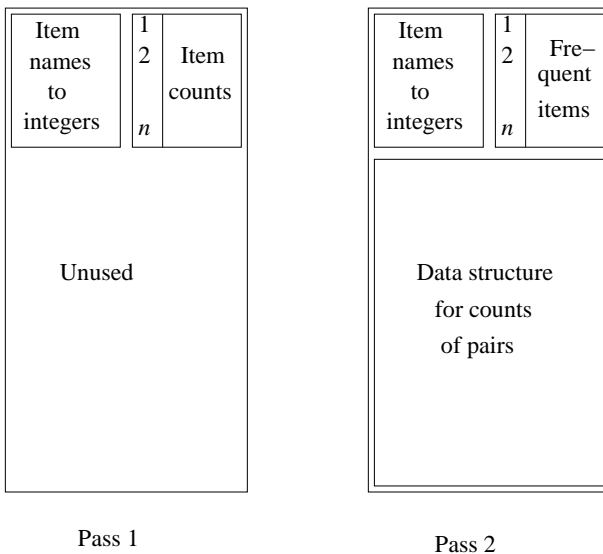 Item
names
to
integers
1
2
n
Item
counts
Unused
Pass 1
Item
names
to
integers
1
2
n
Fre–
quent
items
Data structure
for counts
of pairs
Pass 2